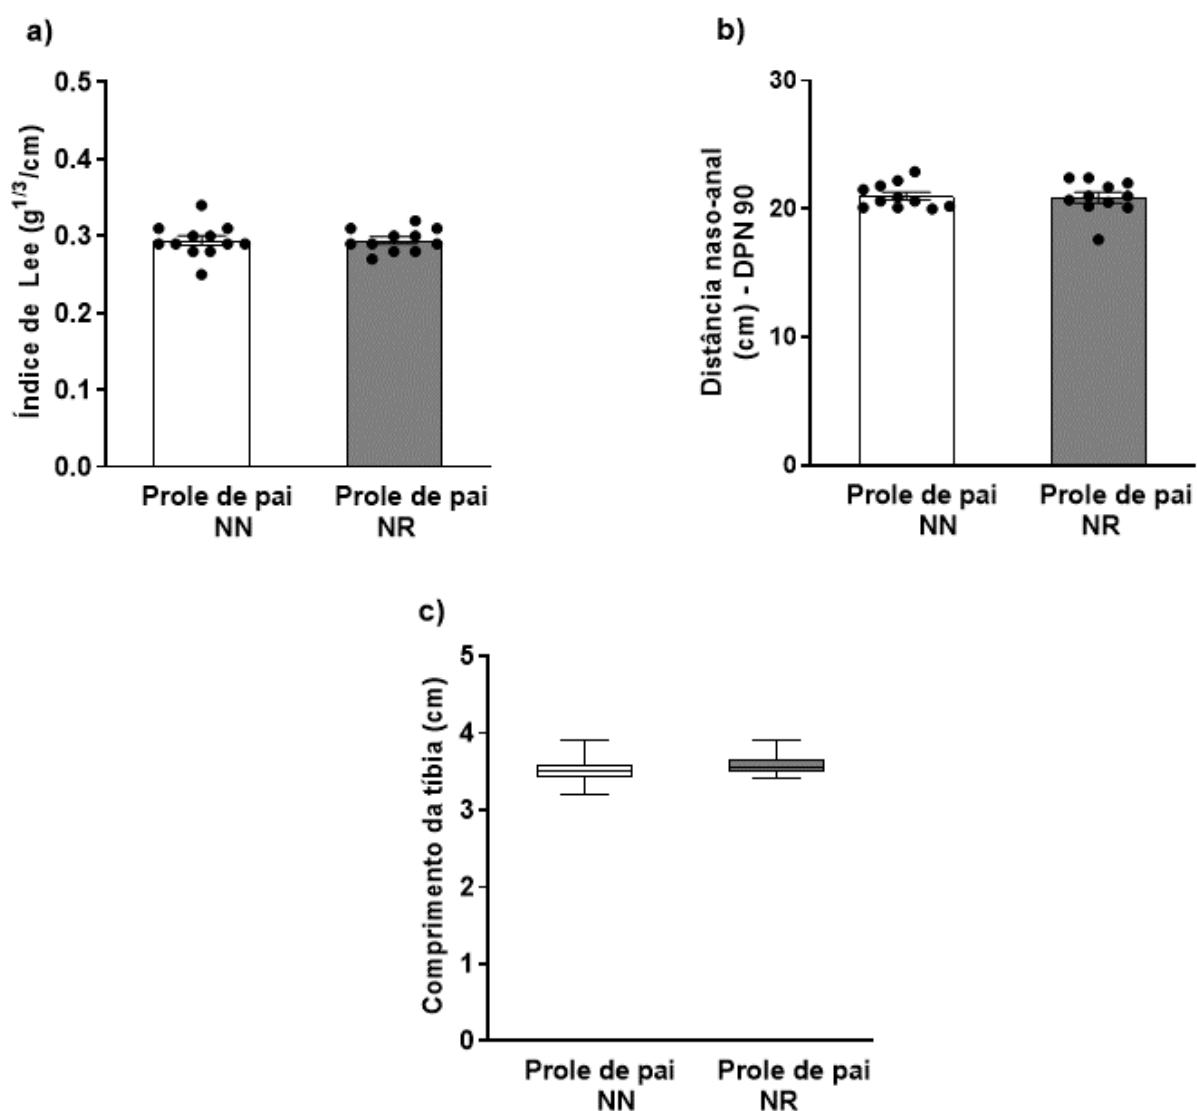 a)
0.5
0.4
0.3
0.2
0.1
0.0
Índice de Lee (g1/3/cm)
Prole de pai
NN
Prole de pai
NR
b)
30
20
10
0
Distância naso-anal
(cm) - DPN 90
Prole de pai
NN
Prole de pai
NR
c)
5
4
3
2
1
0
Comprimento da tíbia (cm)
Prole de pai
NN
Prole de pai
NR